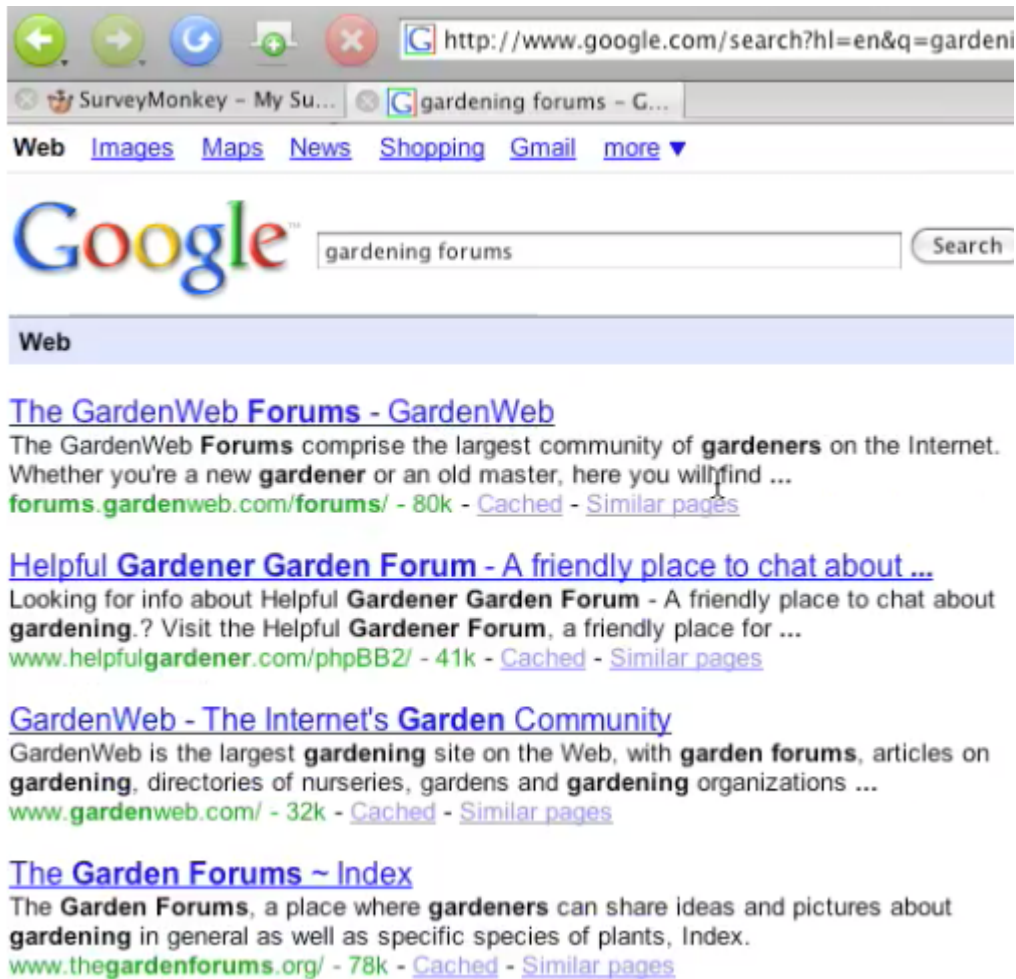 http://www.google.com/search?hl=en&q=gardeni
SurveyMonkey - My Su... gardening forums - G...
Web Images Maps News Shopping Gmail more ▼
Google™ gardening forums Search
Web
The GardenWeb Forums - GardenWeb
The GardenWeb Forums comprise the largest community of gardeners on the Internet.
Whether you're a new gardener or an old master, here you will find ...
forums.gardenweb.com/forums/ - 80k - Cached - Similar pages
Helpful Gardener Garden Forum - A friendly place to chat about ...
Looking for info about Helpful Gardener Garden Forum - A friendly place to chat about
gardening.? Visit the Helpful Gardener Forum, a friendly place for ...
www.helpfulgardener.com/phpBB2/ - 41k - Cached - Similar pages
GardenWeb - The Internet's Garden Community
GardenWeb is the largest gardening site on the Web, with garden forums, articles on
gardening, directories of nurseries, gardens and gardening organizations ...
www.gardenweb.com/ - 32k - Cached - Similar pages
The Garden Forums ~ Index
The Garden Forums, a place where gardeners can share ideas and pictures about
gardening in general as well as specific species of plants, Index.
www.thegardenforums.org/ - 78k - Cached - Similar pages